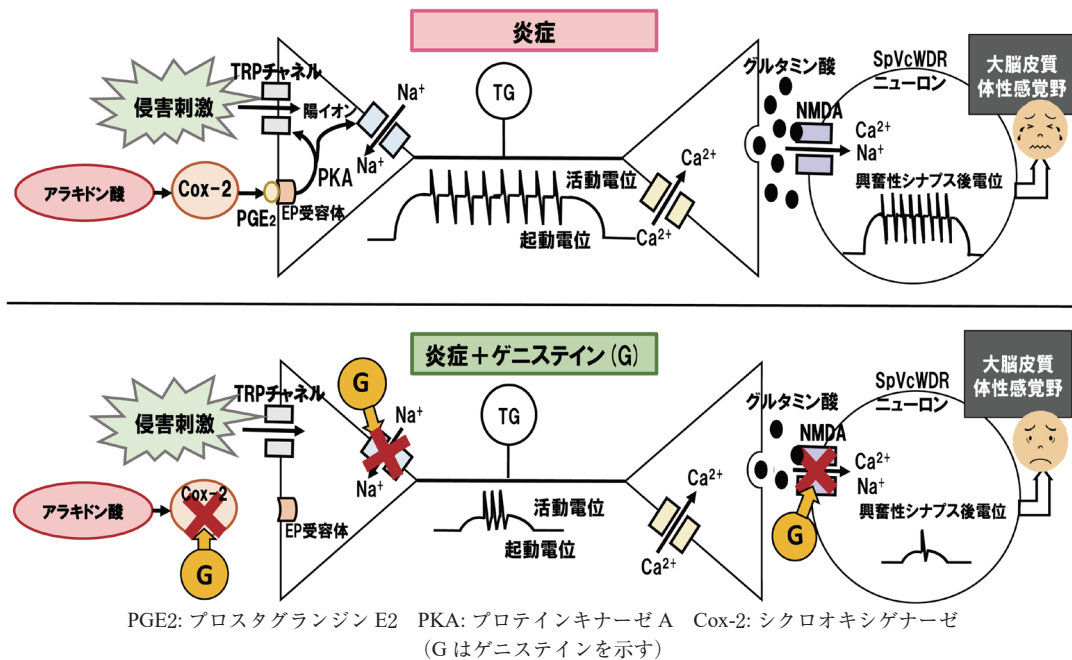 炎症
侵害刺激
TRPチャネル
陽イオン
Na⁺
Na⁺
PKA
アラキドン酸
Cox-2
PGE₂
EP受容体
TG
活動電位
起動電位
Ca²⁺
Ca²⁺
グルタミン酸
NMDA
SpVcWDR
ニューロン
Ca²⁺
Na⁺
興奮性シナプス後電位
大脳皮質
体性感覚野
炎症+ゲニステイン(G)
侵害刺激
TRPチャネル
G
Na⁺
Na⁺
アラキドン酸
Cox-2
G
EP受容体
TG
活動電位
起動電位
Ca²⁺
Ca²⁺
グルタミン酸
NMDA
G
SpVcWDR
ニューロン
Ca²⁺
Na⁺
興奮性シナプス後電位
大脳皮質
体性感覚野
PGE2: プロスタグランジン E2 PKA: プロテインキナーゼ A Cox-2: シクロオキシゲナーゼ
(G はゲニステインを示す)